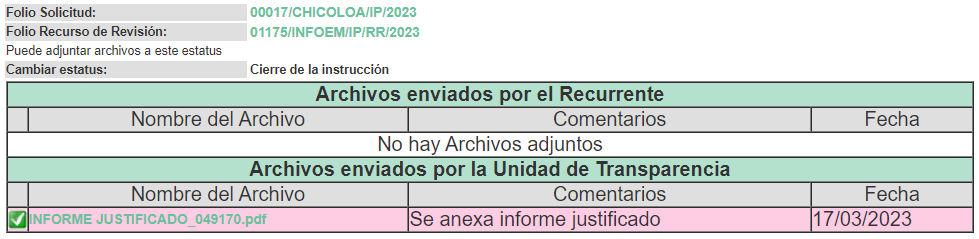 Folio Solicitud: 00017/CHICOLOA/IP/2023
Folio Recurso de Revisión: 01175/INFOEM/IP/RR/2023
Puede adjuntar archivos a este estatus
Cambiar estatus: Cierre de la instrucción
Archivos enviados por el Recurrente
Nombre del Archivo Comentarios Fecha
No hay Archivos adjuntos
Archivos enviados por la Unidad de Transparencia
Nombre del Archivo Comentarios Fecha
INFORME JUSTIFICADO_049170.pdf Se anexa informe justificado 17/03/2023